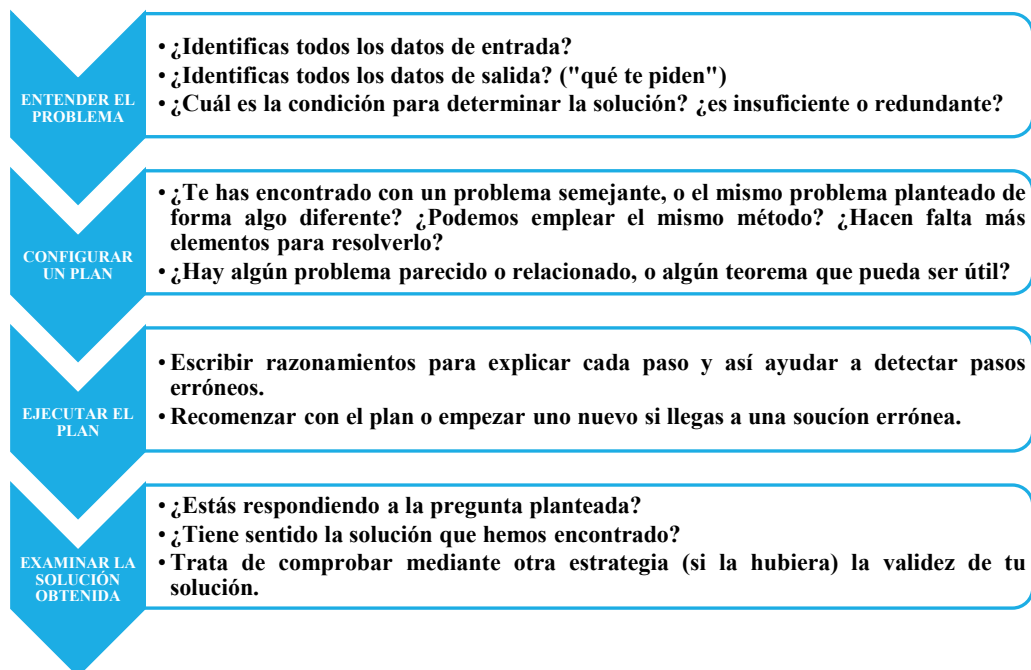 ENTENDER EL
PROBLEMA
• ¿Identificas todos los datos de entrada?
• ¿Identificas todos los datos de salida? ("qué te piden")
• ¿Cuál es la condición para determinar la solución? ¿es insuficiente o redundante?
CONFIGURAR
UN PLAN
• ¿Te has encontrado con un problema semejante, o el mismo problema planteado de
forma algo diferente? ¿Podemos emplear el mismo método? ¿Hacen falta más
elementos para resolverlo?
• ¿Hay algún problema parecido o relacionado, o algún teorema que pueda ser útil?
EJECUTAR EL
PLAN
• Escribir razonamientos para explicar cada paso y así ayudar a detectar pasos
erróneos.
• Recomenzar con el plan o empezar uno nuevo si llegas a una soucíon errónea.
EXAMINAR LA
SOLUCIÓN
OBTENIDA
• ¿Estás respondiendo a la pregunta planteada?
• ¿Tiene sentido la solución que hemos encontrado?
• Trata de comprobar mediante otra estrategia (si la hubiera) la validez de tu
solución.